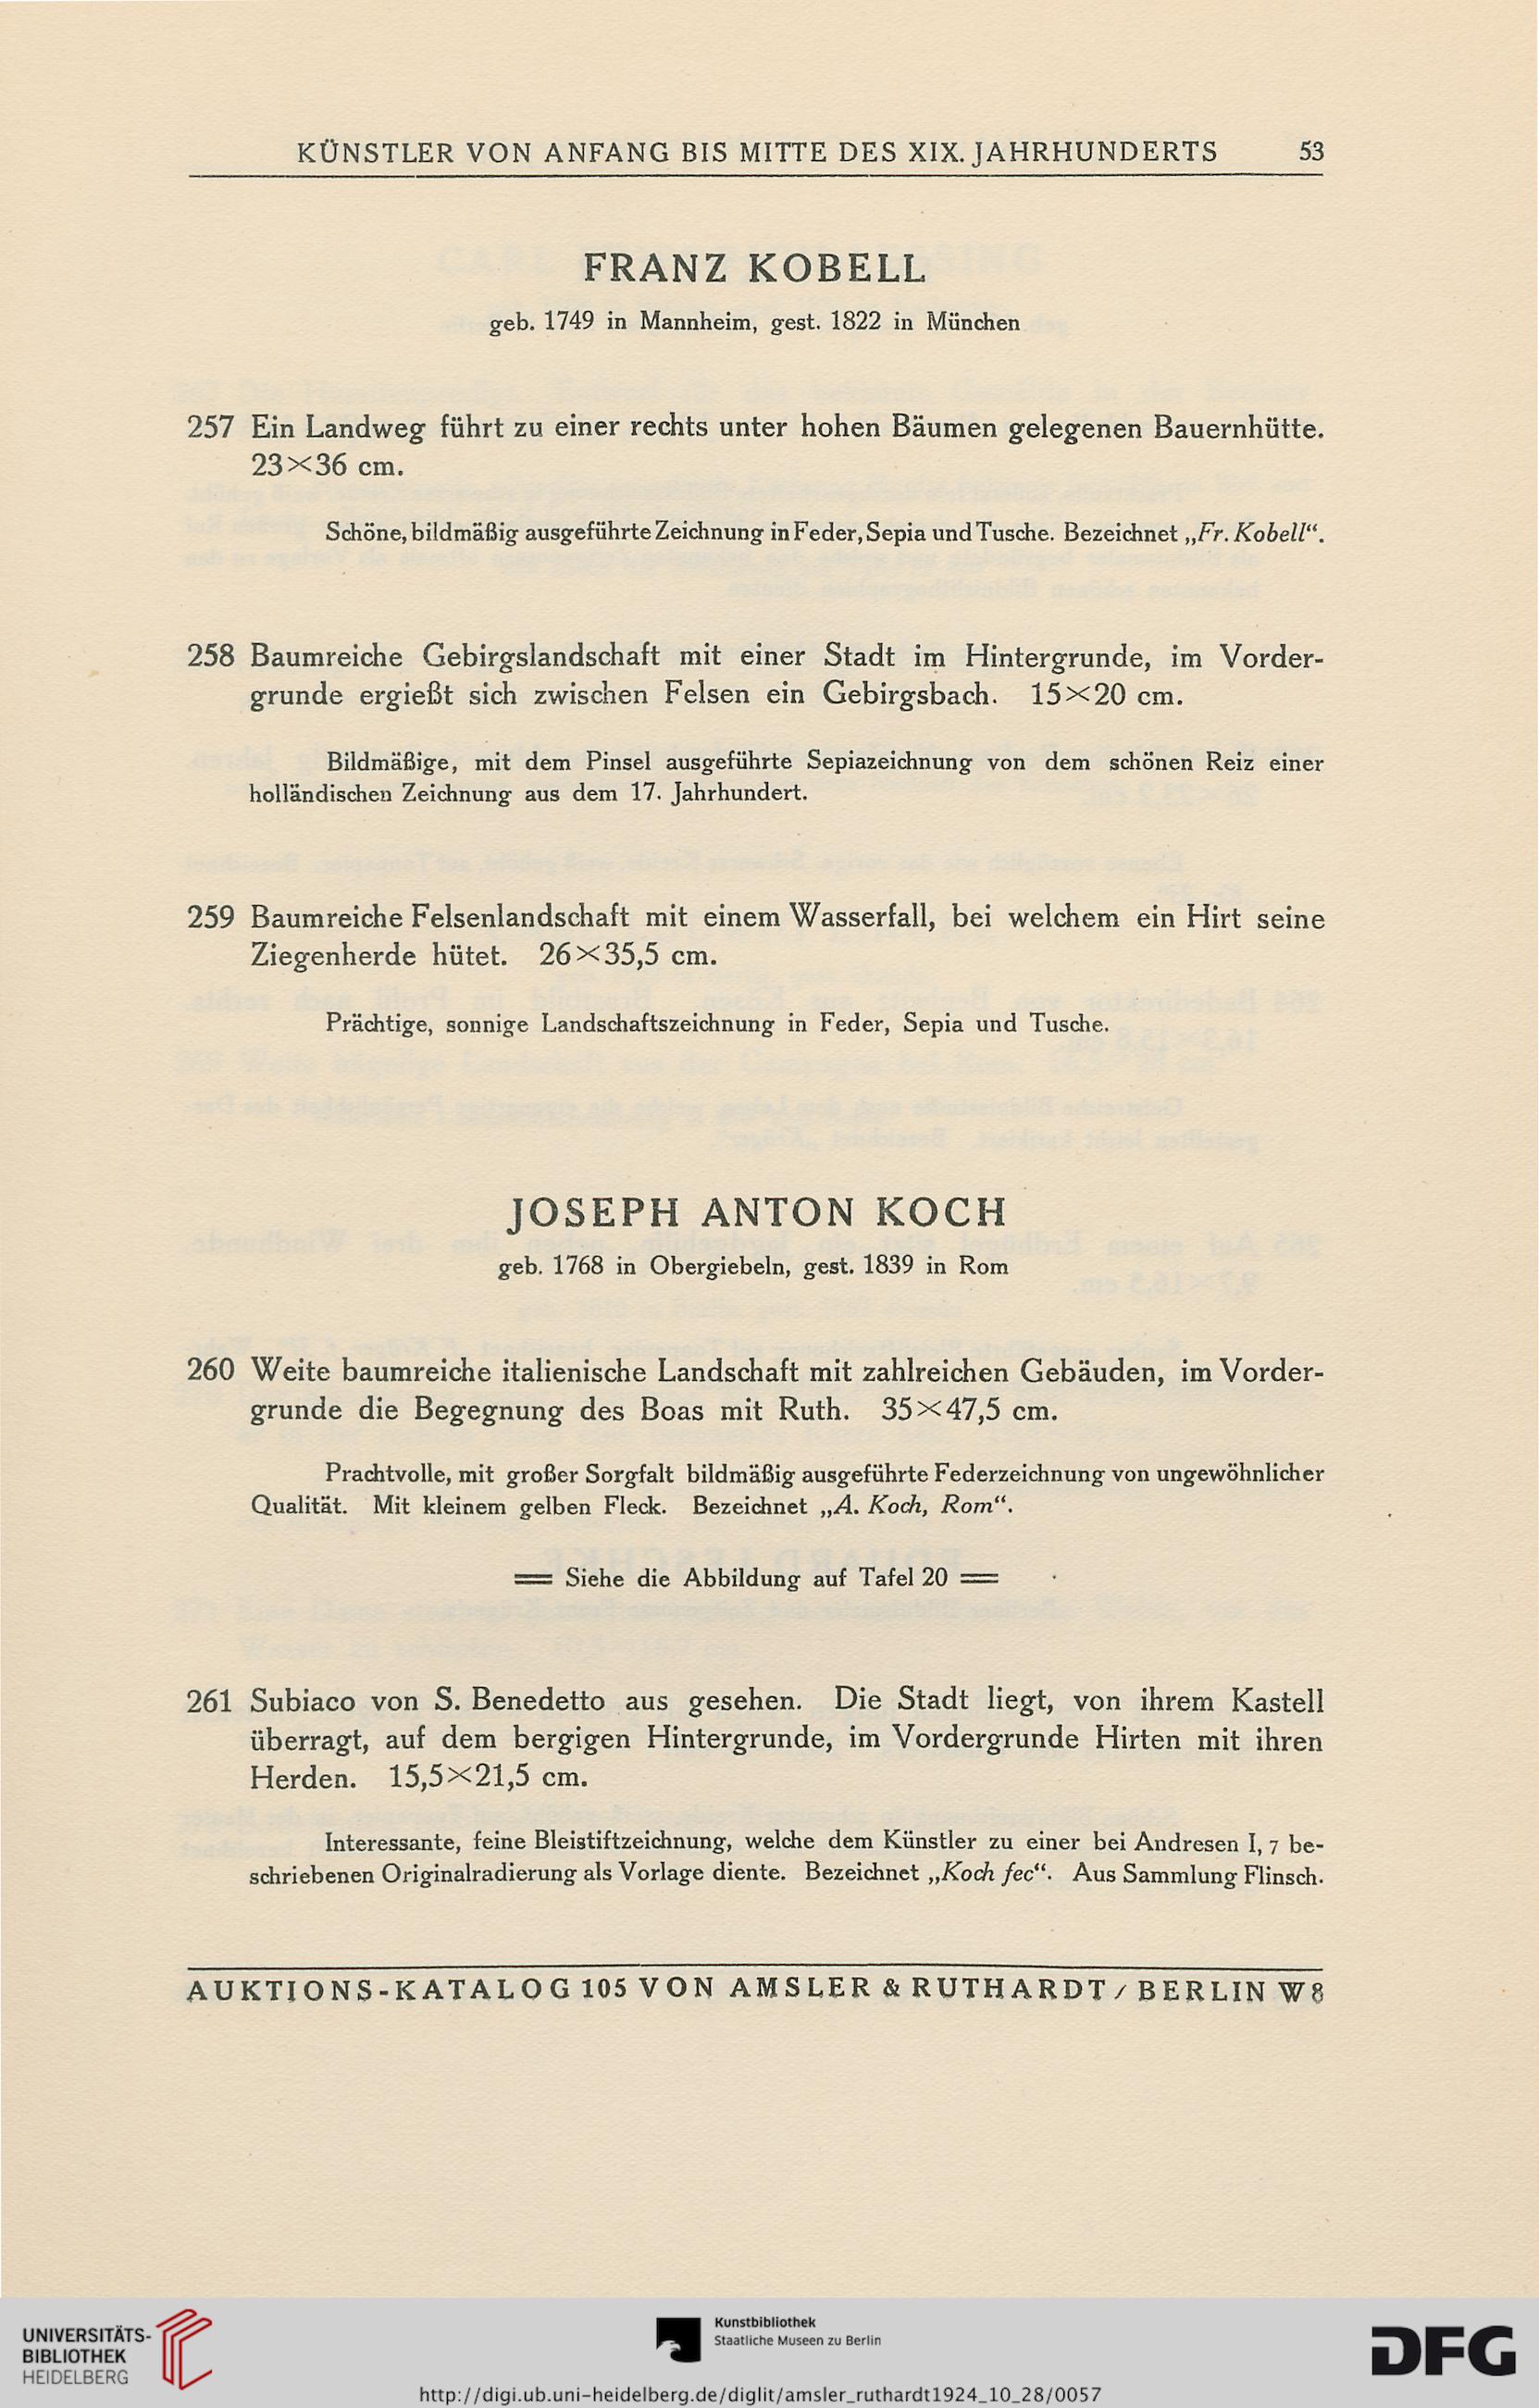 KÜNSTLER VON ANFANG BIS MITTE DES XIX. JAHRHUNDERTS 53
FRANZ KOBELL
geb. 1749 in Mannheim, gest. 1822 in München
257 Ein Landweg führt zu einer rechts unter hohen Bäumen gelegenen Bauernhütte.
23×36 cm.
Schöne, bildmäßig ausgeführte Zeichnung in Feder, Sepia und Tusche. Bezeichnet „Fr. Kobell“.
258 Baumreiche Gebirgslandschaft mit einer Stadt im Hintergrunde, im Vorder-
grunde ergießt sich zwischen Felsen ein Gebirgsbach. 15×20 cm.
Bildmäßige, mit dem Pinsel ausgeführte Sepiazeichnung von dem schönen Reiz einer
holländischen Zeichnung aus dem 17. Jahrhundert.
259 Baumreiche Felsenlandschaft mit einem Wasserfall, bei welchem ein Hirt seine
Ziegenherde hütet. 26×35,5 cm.
Prächtige, sonnige Landschaftszeichnung in Feder, Sepia und Tusche.
JOSEPH ANTON KOCH
geb. 1768 in Obergiebeln, gest. 1839 in Rom
260 Weite baumreiche italienische Landschaft mit zahlreichen Gebäuden, im Vorder-
grunde die Begegnung des Boas mit Ruth. 35×47,5 cm.
Prachtvolle, mit großer Sorgfalt bildmäßig ausgeführte Federzeichnung von ungewöhnlicher
Qualität. Mit kleinem gelben Fleck. Bezeichnet „A. Koch, Rom“.
═ Siehe die Abbildung auf Tafel 20 ═
261 Subiaco von S. Benedetto aus gesehen. Die Stadt liegt, von ihrem Kastell
überragt, auf dem bergigen Hintergrunde, im Vordergrunde Hirten mit ihren
Herden. 15,5×21,5 cm.
Interessante, feine Bleistiftzeichnung, welche dem Künstler zu einer bei Andresen I, 7 be-
schriebenen Originalradierung als Vorlage diente. Bezeichnet „Koch fec“. Aus Sammlung Flinsch.
AUKTIONS-KATALOG 105 VON AMSLER & RUTHARDT / BERLIN W8
UNIVERSITÄTS-
BIBLIOTHEK
HEIDELBERG
Kunstbibliothek
Staatliche Museen zu Berlin
DFG
http://digi.ub.uni-heidelberg.de/diglit/amsler_ruthardt1924_10_28/0057